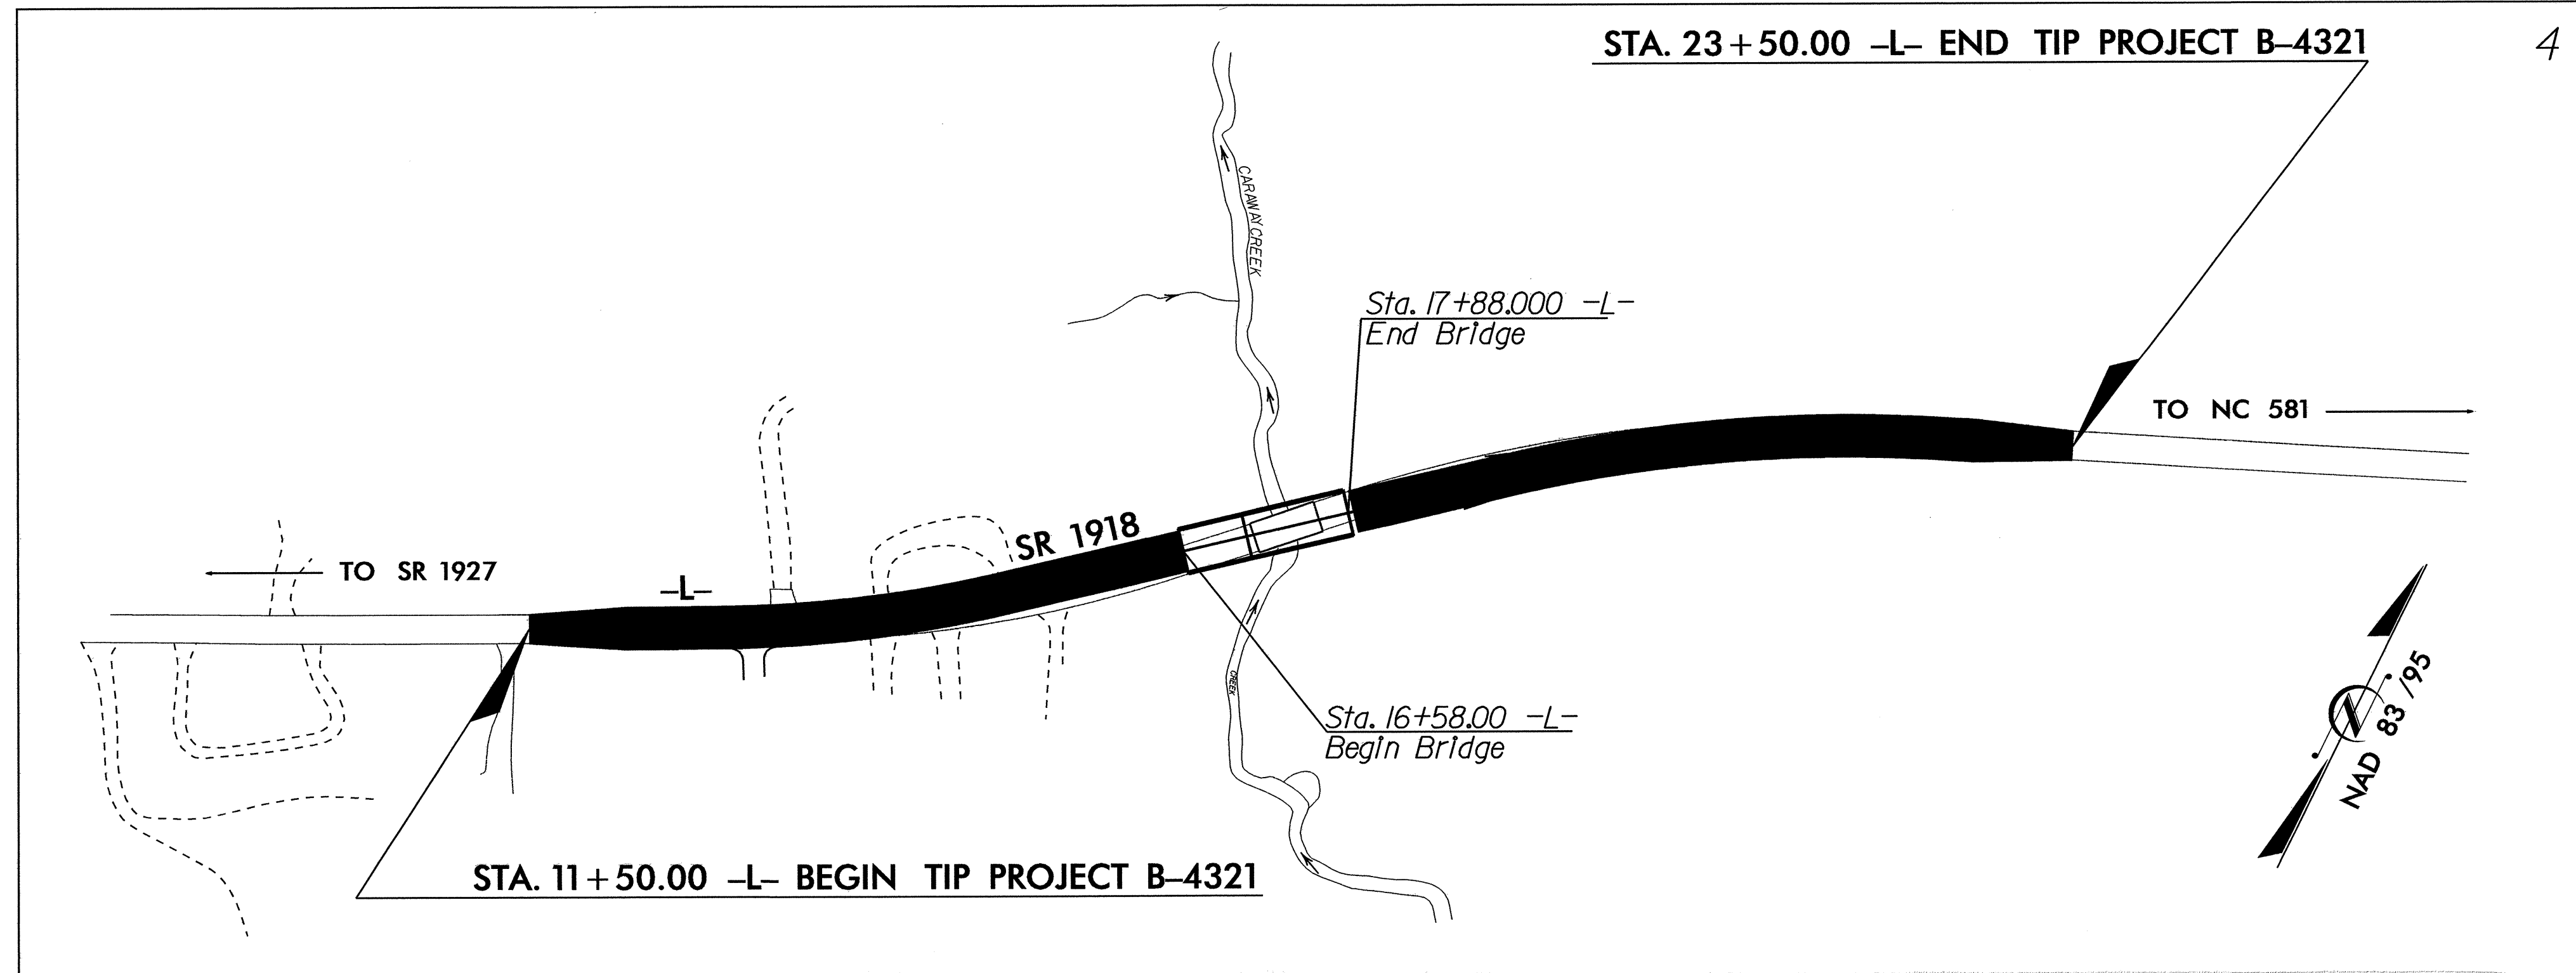 STA. 23+50.00 –L– END TIP PROJECT B–4321
4
CARAWAY CREEK
Sta. 17+88.000 –L–
End Bridge
TO NC 581
SR 1918
TO SR 1927
–L–
CREEK
Sta. 16+58.00 –L–
Begin Bridge
NAD 83 /95
STA. 11+50.00 –L– BEGIN TIP PROJECT B–4321